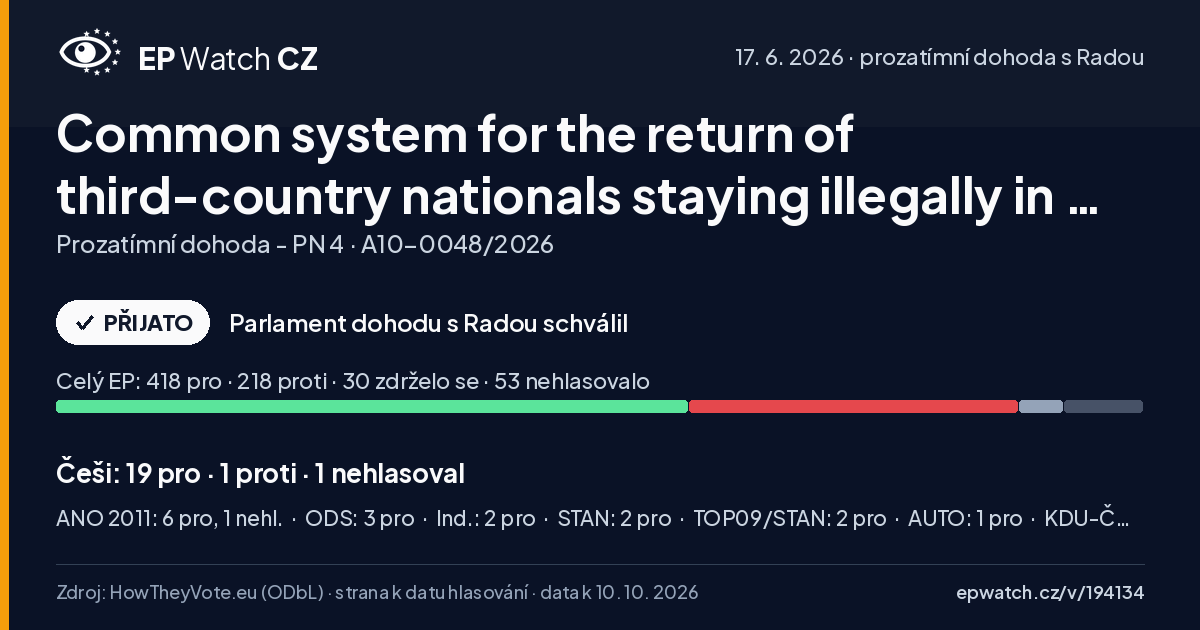 EP Watch CZ
17. 6. 2026 · prozatímní dohoda s Radou
Common system for the return of
third-country nationals staying illegally in …
Prozatímní dohoda - PN 4 · A10-0048/2026
✓ PŘIJATO
Parlament dohodu s Radou schválil
Celý EP: 418 pro · 218 proti · 30 zdrželo se · 53 nehlasovalo
Češi: 19 pro · 1 proti · 1 nehlasoval
ANO 2011: 6 pro, 1 nehl. · ODS: 3 pro · Ind.: 2 pro · STAN: 2 pro · TOP09/STAN: 2 pro · AUTO: 1 pro · KDU-Č…
Zdroj: HowTheyVote.eu (ODbL) · strana k datu hlasování · data k 10. 10. 2026
epwatch.cz/v/194134